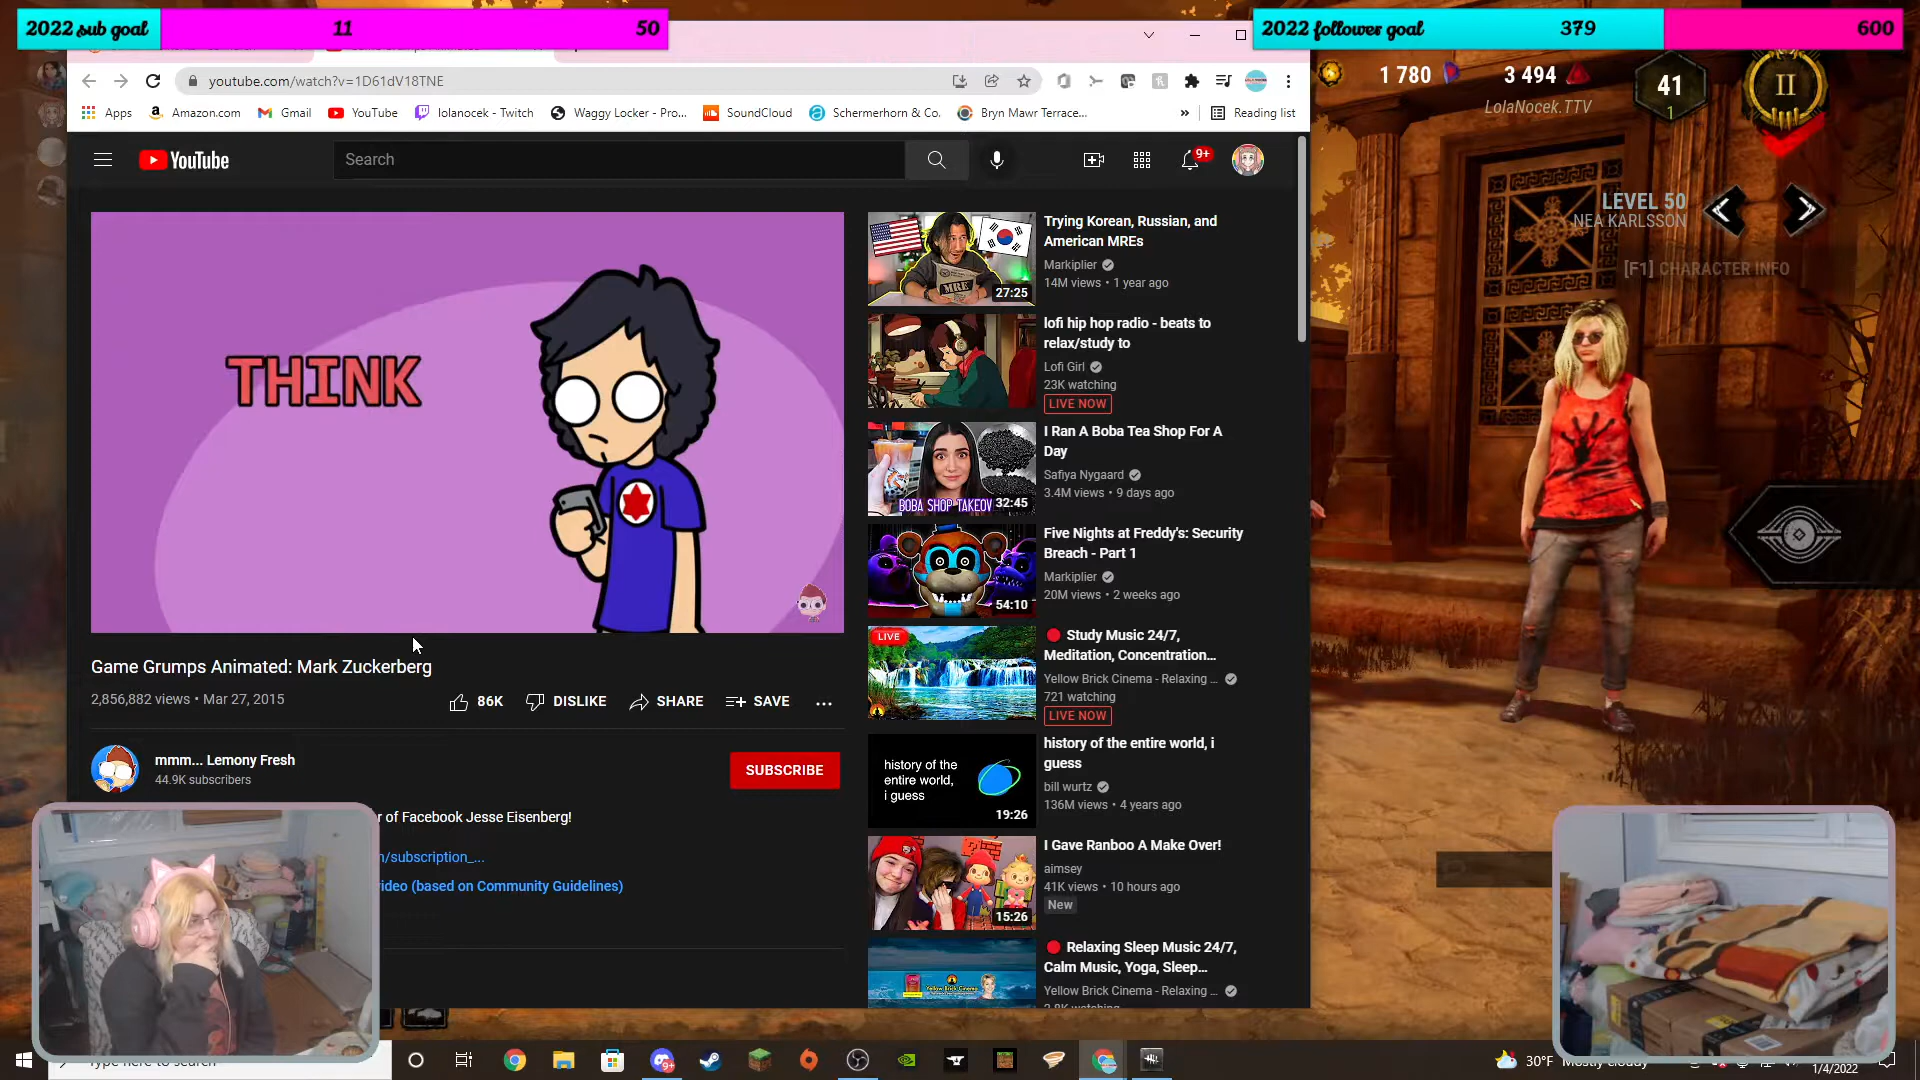 2022 sub goal 11 50
2022 follower goal 379 600
youtube.com/watch?v=1D61dV18TNE
1 780 3 494 41 II
LolaNocek.TTV 1
Apps Amazon.com Gmail YouTube lolanocek - Twitch Waggy Locker - Pro... SoundCloud Schermerhorn & Co. Bryn Mawr Terrace... » Reading list
YouTube Search 9+
LEVEL 50
NEA KARLSSON
[F1] CHARACTER INFO
THINK
Game Grumps Animated: Mark Zuckerberg
2,856,882 views • Mar 27, 2015
86K DISLIKE SHARE SAVE
mmm... Lemony Fresh
44.9K subscribers
SUBSCRIBE
r of Facebook Jesse Eisenberg!
n/subscription_...
ideo (based on Community Guidelines)
Trying Korean, Russian, and
American MREs
Markiplier
14M views • 1 year ago
MRE
27:25
lofi hip hop radio - beats to
relax/study to
Lofi Girl
23K watching
LIVE NOW
I Ran A Boba Tea Shop For A
Day
Safiya Nygaard
3.4M views • 9 days ago
BOBA SHOP TAKEOV 32:45
Five Nights at Freddy's: Security
Breach - Part 1
Markiplier
20M views • 2 weeks ago
54:10
LIVE
Study Music 24/7,
Meditation, Concentration...
Yellow Brick Cinema - Relaxing ...
721 watching
LIVE NOW
history of the entire world, i
guess
bill wurtz
136M views • 4 years ago
history of the
entire world,
i guess
19:26
I Gave Ranboo A Make Over!
aimsey
41K views • 10 hours ago
New
15:26
Relaxing Sleep Music 24/7,
Calm Music, Yoga, Sleep...
Yellow Brick Cinema - Relaxing ...
30°F Mostly cloudy
1/4/2022